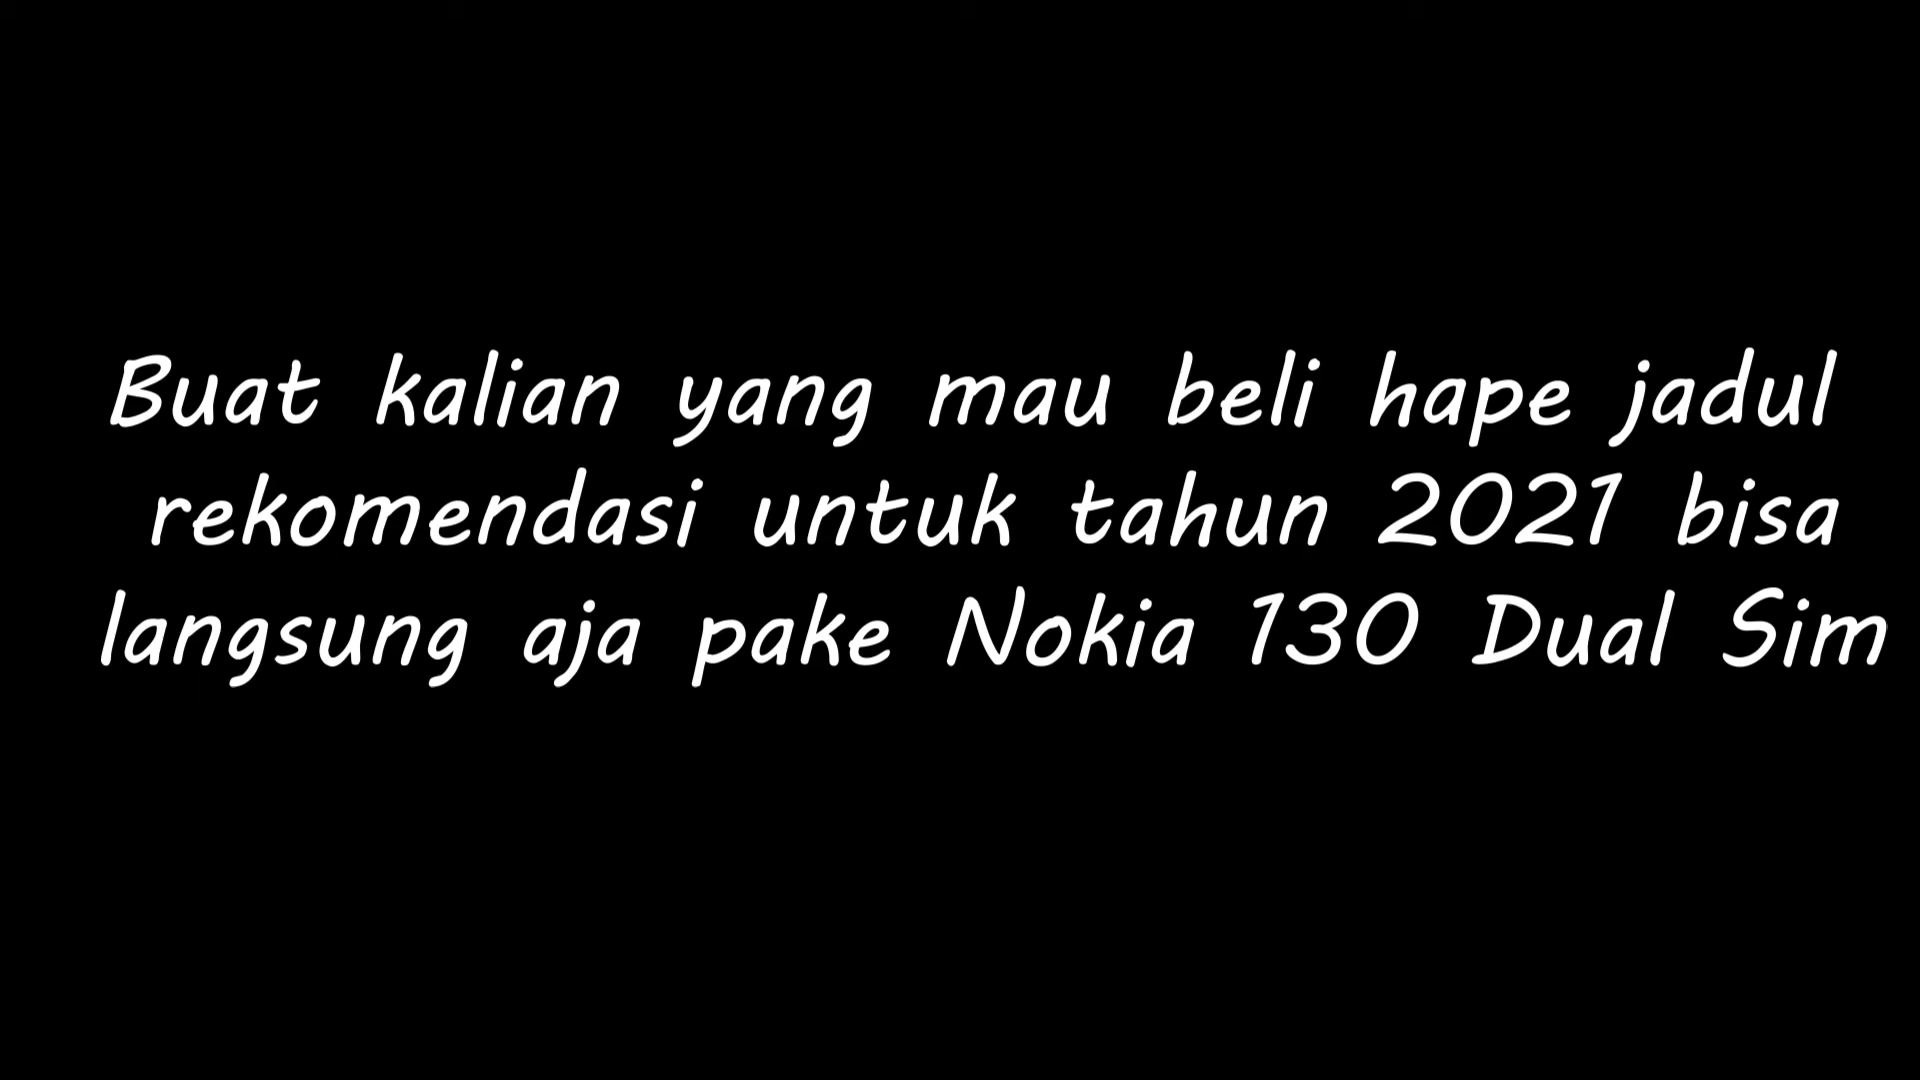 Buat kalian yang mau beli hape jadul
rekomendasi untuk tahun 2021 bisa
langsung aja pake Nokia 130 Dual Sim